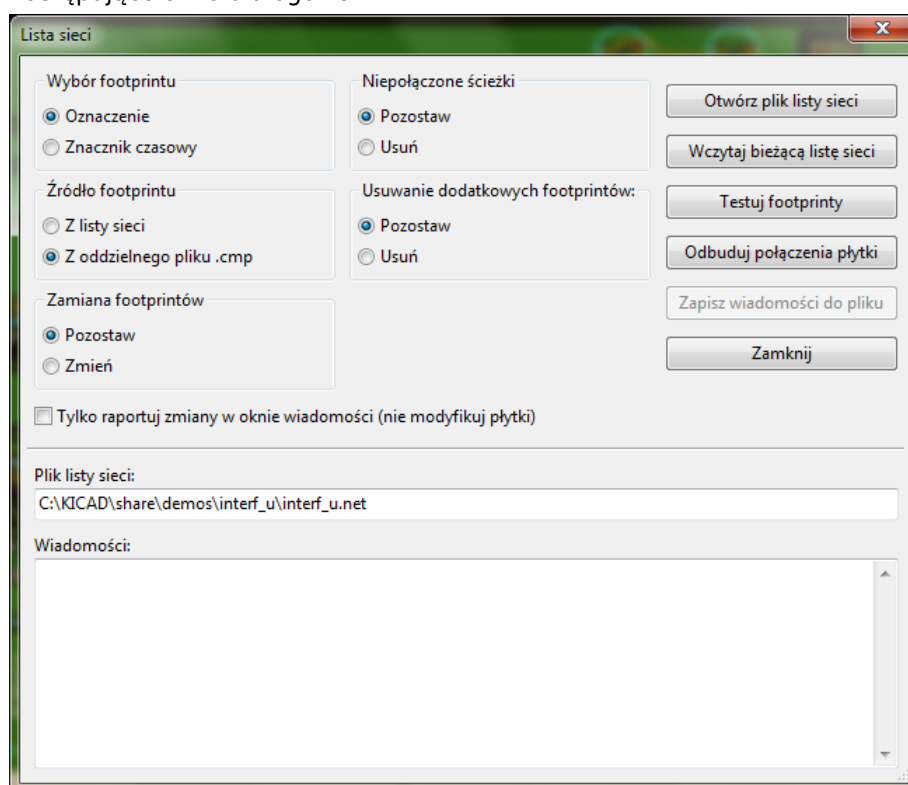 Lista sieci
Wybór footprintu
Oznaczenie
Znacznik czasowy
Niepołączone ścieżki
Pozostaw
Usuń
Źródło footprintu
Z listy sieci
Z oddzielnego pliku .cmp
Usuwanie dodatkowych footprintów:
Pozostaw
Usuń
Zamiana footprintów
Pozostaw
Zmień
Otwórz plik listy sieci
Wczytaj bieżącą listę sieci
Testuj footprinty
Odbuduj połączenia płytki
Zapisz wiadomości do pliku
Zamknij
Tylko raportuj zmiany w oknie wiadomości (nie modyfikuj płytki)
Plik listy sieci:
C:\KICAD\share\demos\interf_u\interf_u.net
Wiadomości: